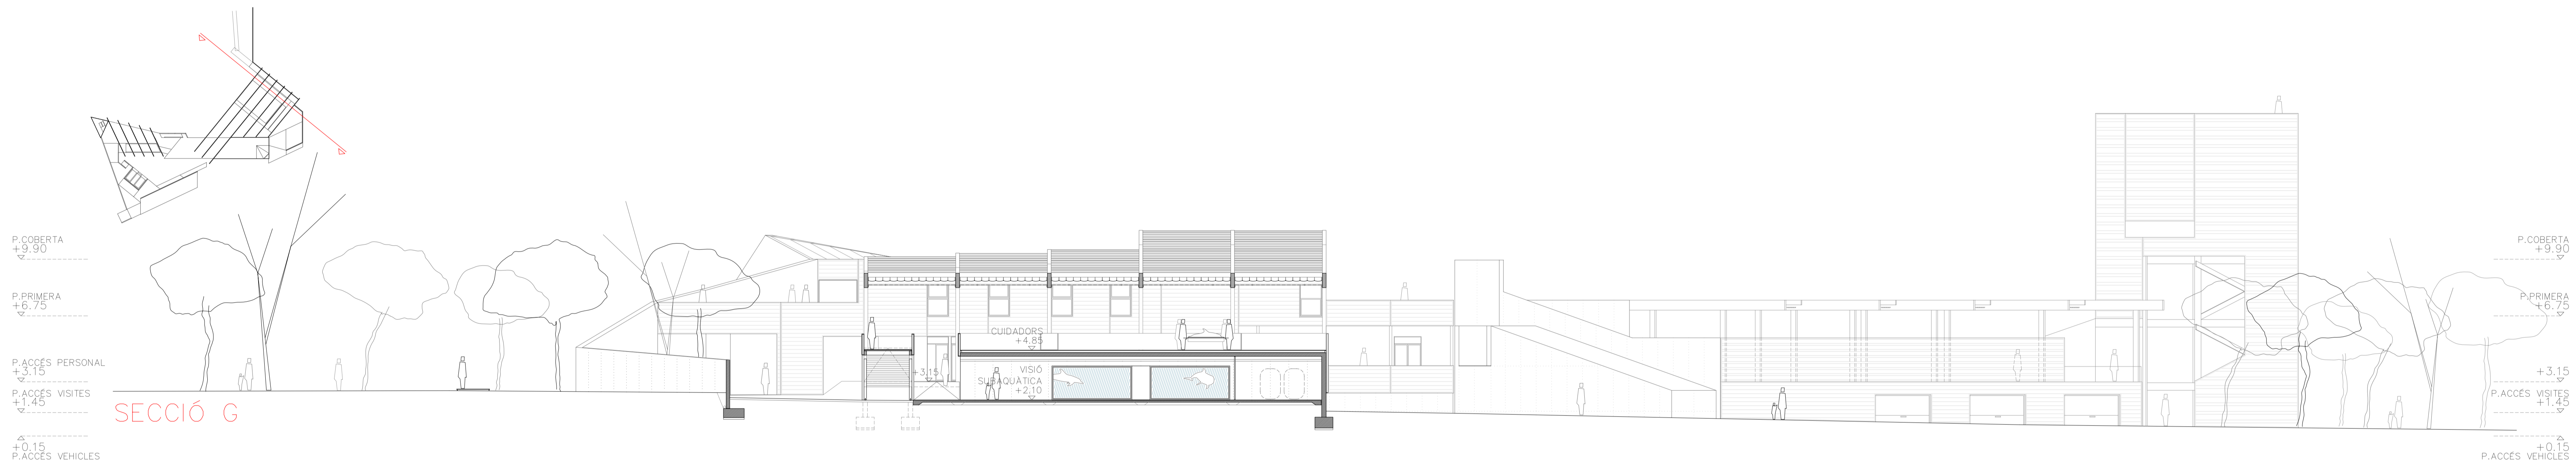 P.COBERTA
+9.90
P.PRIMERA
+6.75
P.ACCÉS PERSONAL
+3.15
P.ACCÉS VISITES
+1.45
+0.15
P.ACCÉS VEHICLES
SECCIÓ G
CUIDADORS
+4.85
+3.15
VISIÓ
SUBAQUÀTICA
+2.10
P.COBERTA
+9.90
P.PRIMERA
+6.75
+3.15
P.ACCÉS VISITES
+1.45
+0.15
P.ACCÉS VEHICLES